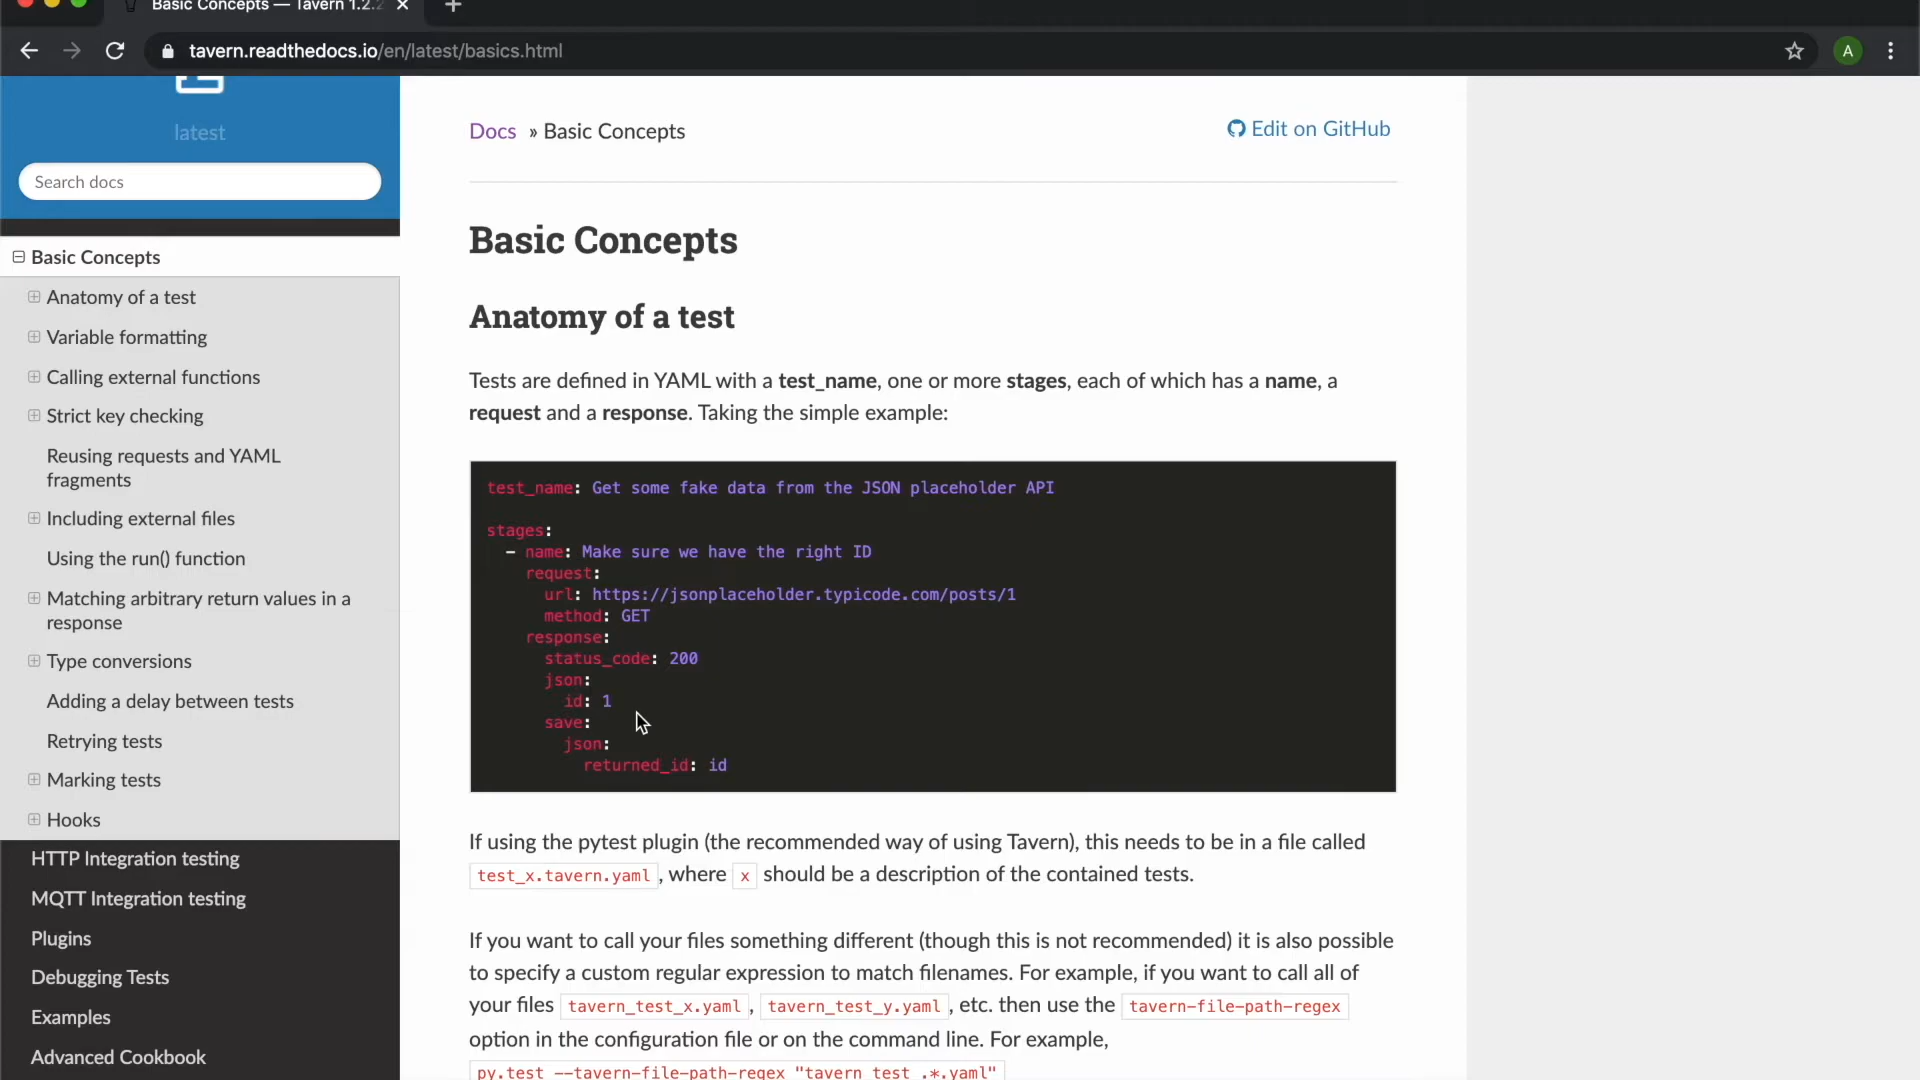 Basic Concepts — Tavern 1.2.2
tavern.readthedocs.io/en/latest/basics.html
A
latest
Search docs
Basic Concepts
Anatomy of a test
Variable formatting
Calling external functions
Strict key checking
Reusing requests and YAML
fragments
Including external files
Using the run() function
Matching arbitrary return values in a
response
Type conversions
Adding a delay between tests
Retrying tests
Marking tests
Hooks
HTTP Integration testing
MQTT Integration testing
Plugins
Debugging Tests
Examples
Advanced Cookbook
Docs » Basic Concepts
Edit on GitHub
Basic Concepts
Anatomy of a test
Tests are defined in YAML with a test_name, one or more stages, each of which has a name, a
request and a response. Taking the simple example:
test_name: Get some fake data from the JSON placeholder API
stages:
- name: Make sure we have the right ID
request:
url: https://jsonplaceholder.typicode.com/posts/1
method: GET
response:
status_code: 200
json:
id: 1
save:
json:
returned_id: id
If using the pytest plugin (the recommended way of using Tavern), this needs to be in a file called
test_x.tavern.yaml , where x should be a description of the contained tests.
If you want to call your files something different (though this is not recommended) it is also possible
to specify a custom regular expression to match filenames. For example, if you want to call all of
your files tavern_test_x.yaml , tavern_test_y.yaml , etc. then use the tavern-file-path-regex
option in the configuration file or on the command line. For example,
py.test --tavern-file-path-regex "tavern_test_.*.yaml"